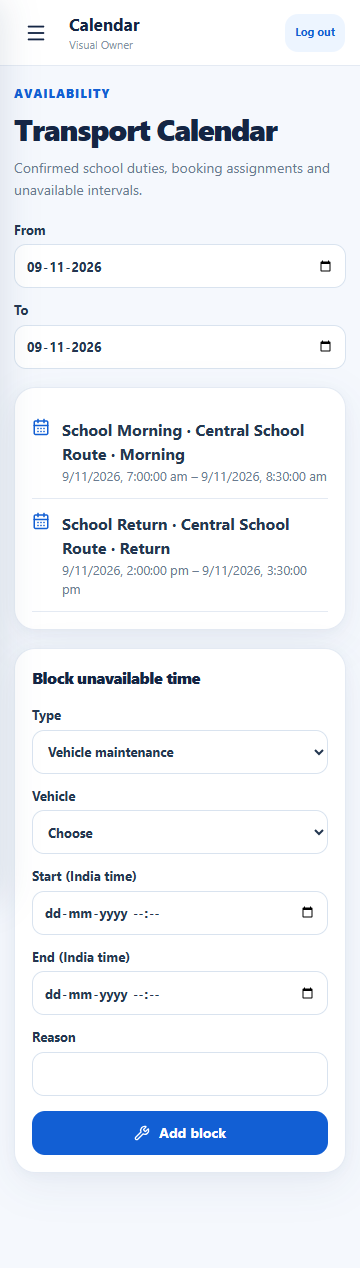 Calendar
Visual Owner
Log out
AVAILABILITY
Transport Calendar
Confirmed school duties, booking assignments and
unavailable intervals.
From
09-11-2026
To
09-11-2026
School Morning · Central School
Route · Morning
9/11/2026, 7:00:00 am – 9/11/2026, 8:30:00 am
School Return · Central School
Route · Return
9/11/2026, 2:00:00 pm – 9/11/2026, 3:30:00
pm
Block unavailable time
Type
Vehicle maintenance
Vehicle
Choose
Start (India time)
dd-mm-yyyy --:--
End (India time)
dd-mm-yyyy --:--
Reason
Add block